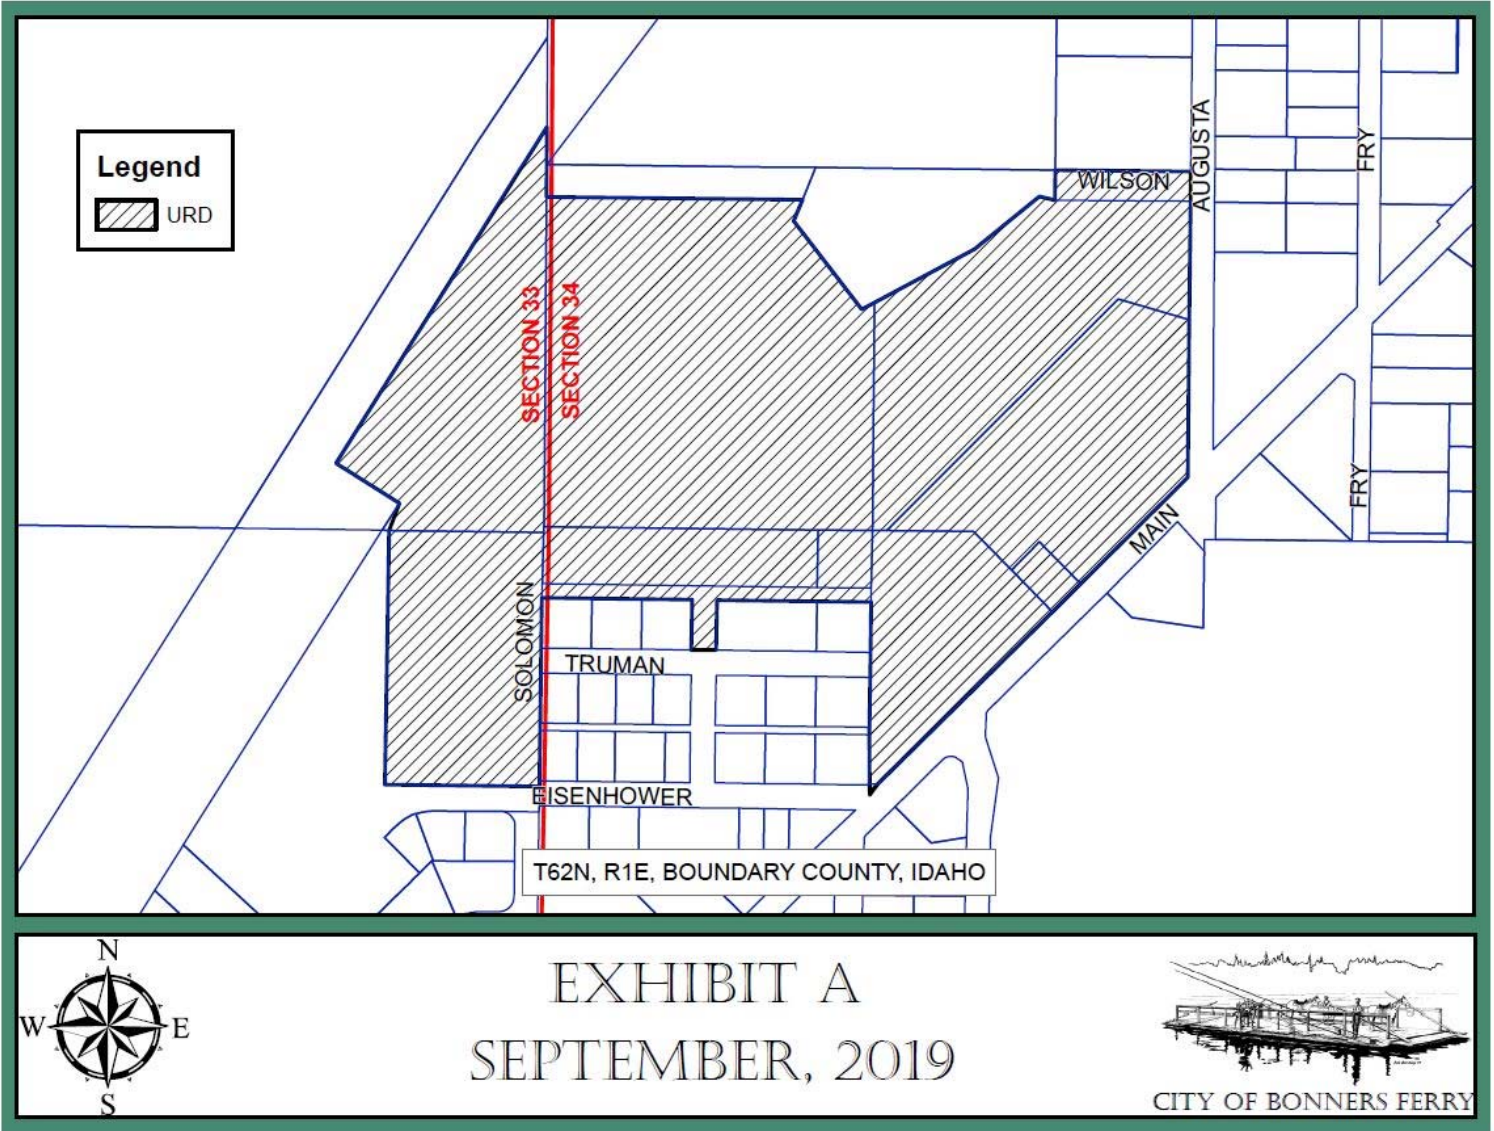 Legend
URD
WILSON
AUGUSTA
FRY
SECTION 33
SECTION 34
FRY
MAIN
SOLOMON
TRUMAN
EISENHOWER
T62N, R1E, BOUNDARY COUNTY, IDAHO
N
W
E
S
EXHIBIT A
SEPTEMBER, 2019
CITY OF BONNERS FERRY